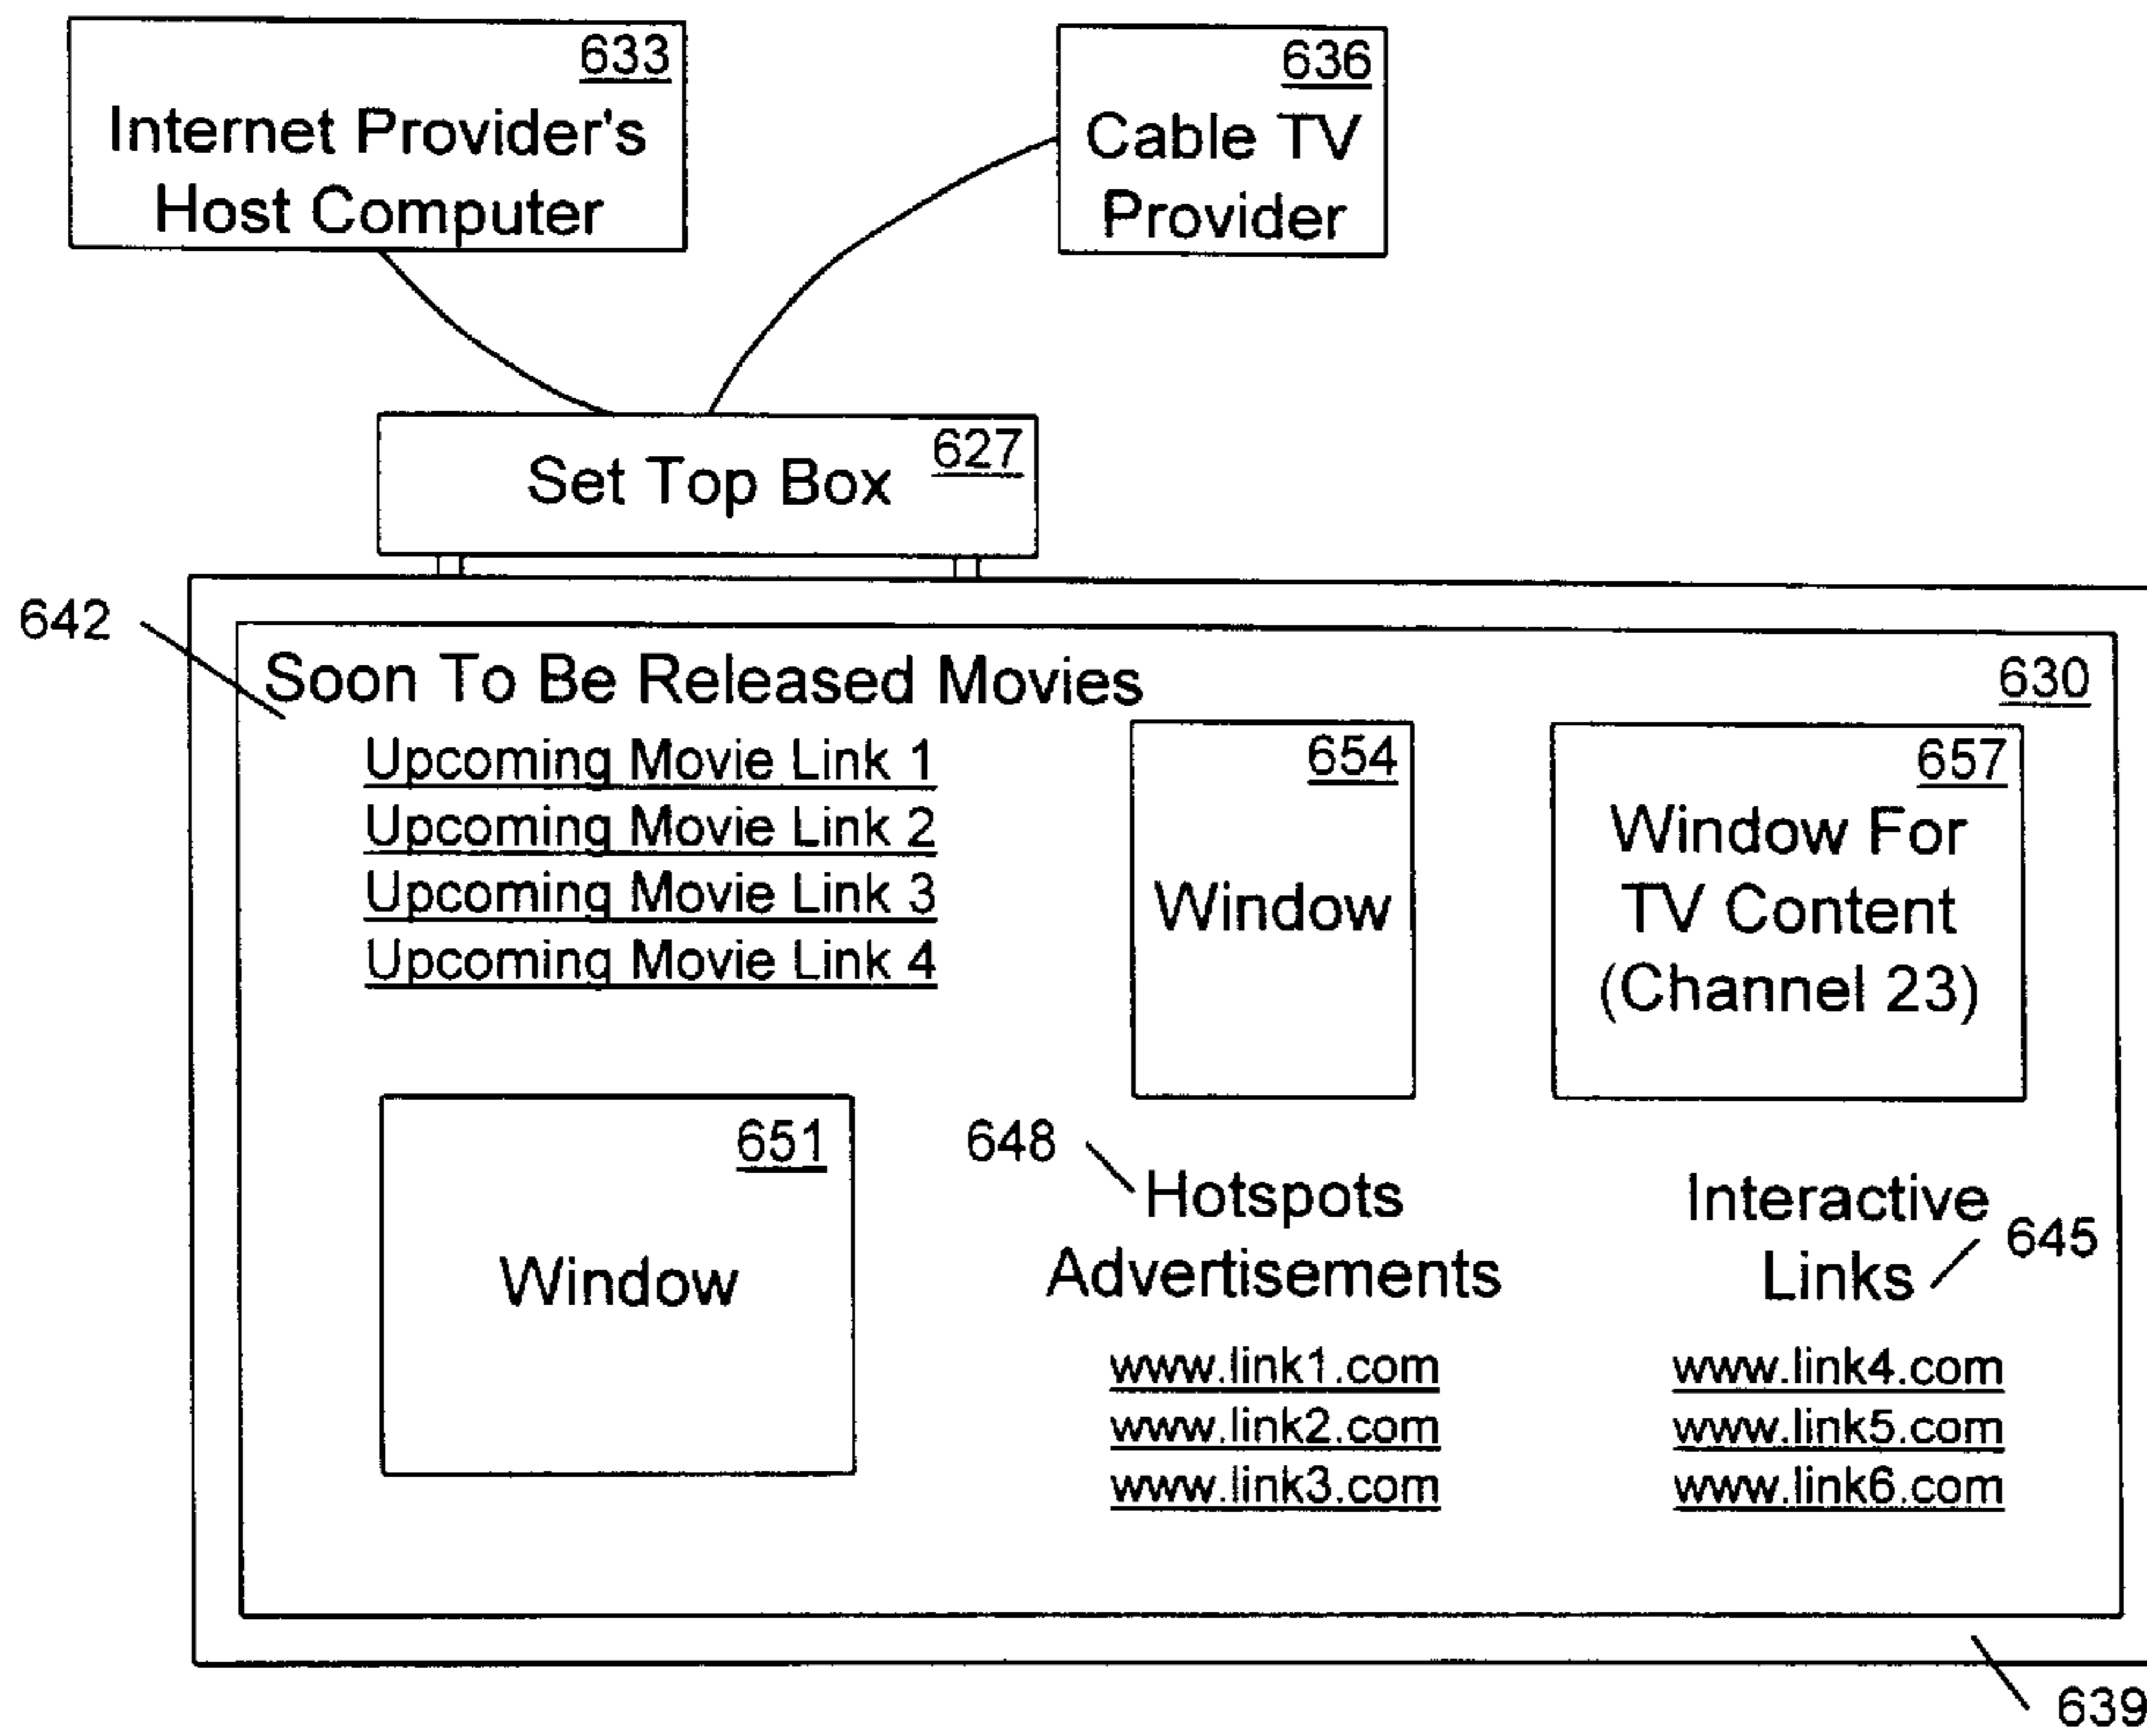 633
Internet Provider's
Host Computer
636
Cable TV
Provider
627
Set Top Box
642
Soon To Be Released Movies
630
Upcoming Movie Link 1
Upcoming Movie Link 2
Upcoming Movie Link 3
Upcoming Movie Link 4
654
Window
657
Window For
TV Content
(Channel 23)
651
Window
648
Hotspots
Advertisements
www.link1.com
www.link2.com
www.link3.com
Interactive
Links
645
www.link4.com
www.link5.com
www.link6.com
639